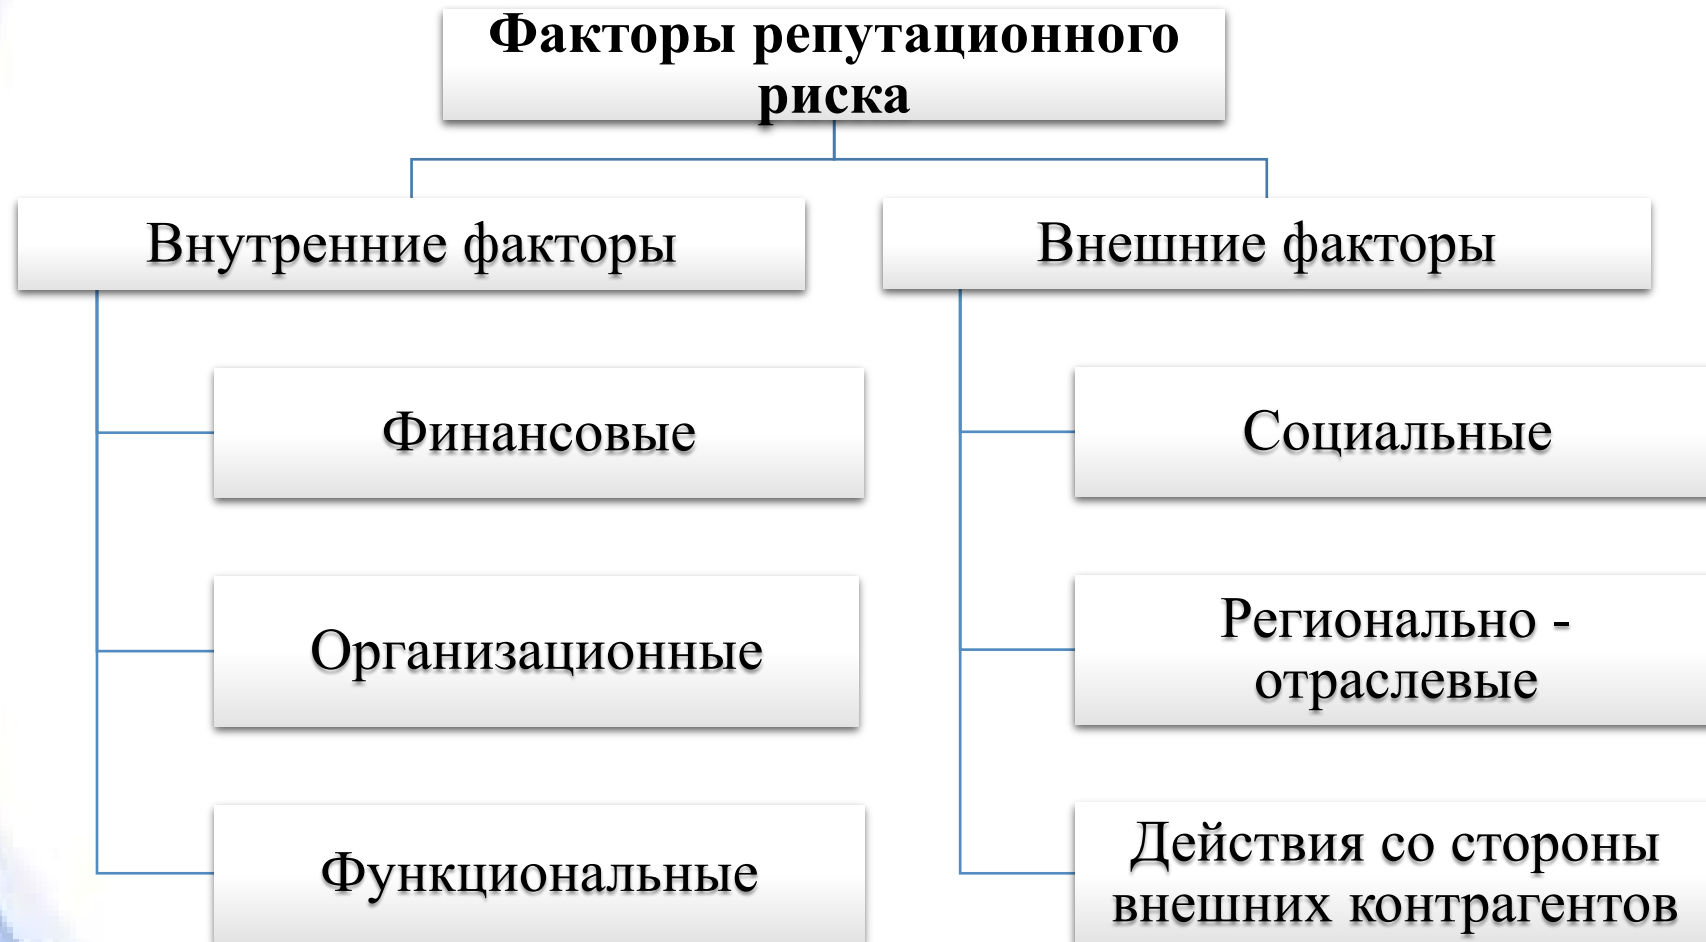 Факторы репутационного
риска
Внутренние факторы
Внешние факторы
Финансовые
Социальные
Организационные
Регионально -
отраслевые
Функциональные
Действия со стороны
внешних контрагентов